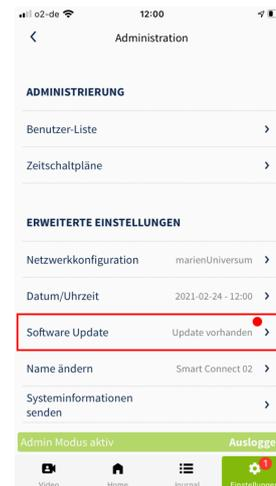 o2-de 12:00
Administration
ADMINISTRIERUNG
Benutzer-Liste
Zeitschaltpläne
ERWEITERTE EINSTELLUNGEN
Netzwerkkonfiguration marienUniversum
Datum/Uhrzeit 2021-02-24 - 12:00
Software Update Update vorhanden
Name ändern Smart Connect 02
Systeminformationen
senden
Admin Modus aktiv Auslogge
1
Video Home Journal Einstellungen